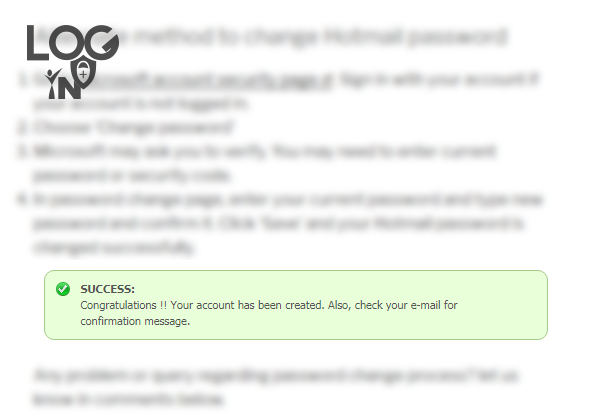 LOG
IN
method to change Hotmail password
1. Microsoft account security page Sign in with your account if
your account is not logged in.
2. Choose 'Change password'
3. Microsoft may ask you to verify. You may need to enter current
password or security code.
4. In password change page, enter your current password and type new
password and confirm it. Click 'Save' and your Hotmail password is
changed successfully.
SUCCESS:
Congratulations !! Your account has been created. Also, check your e-mail for
confirmation message.
Any problem or query regarding password change process? let us
know in comments below.